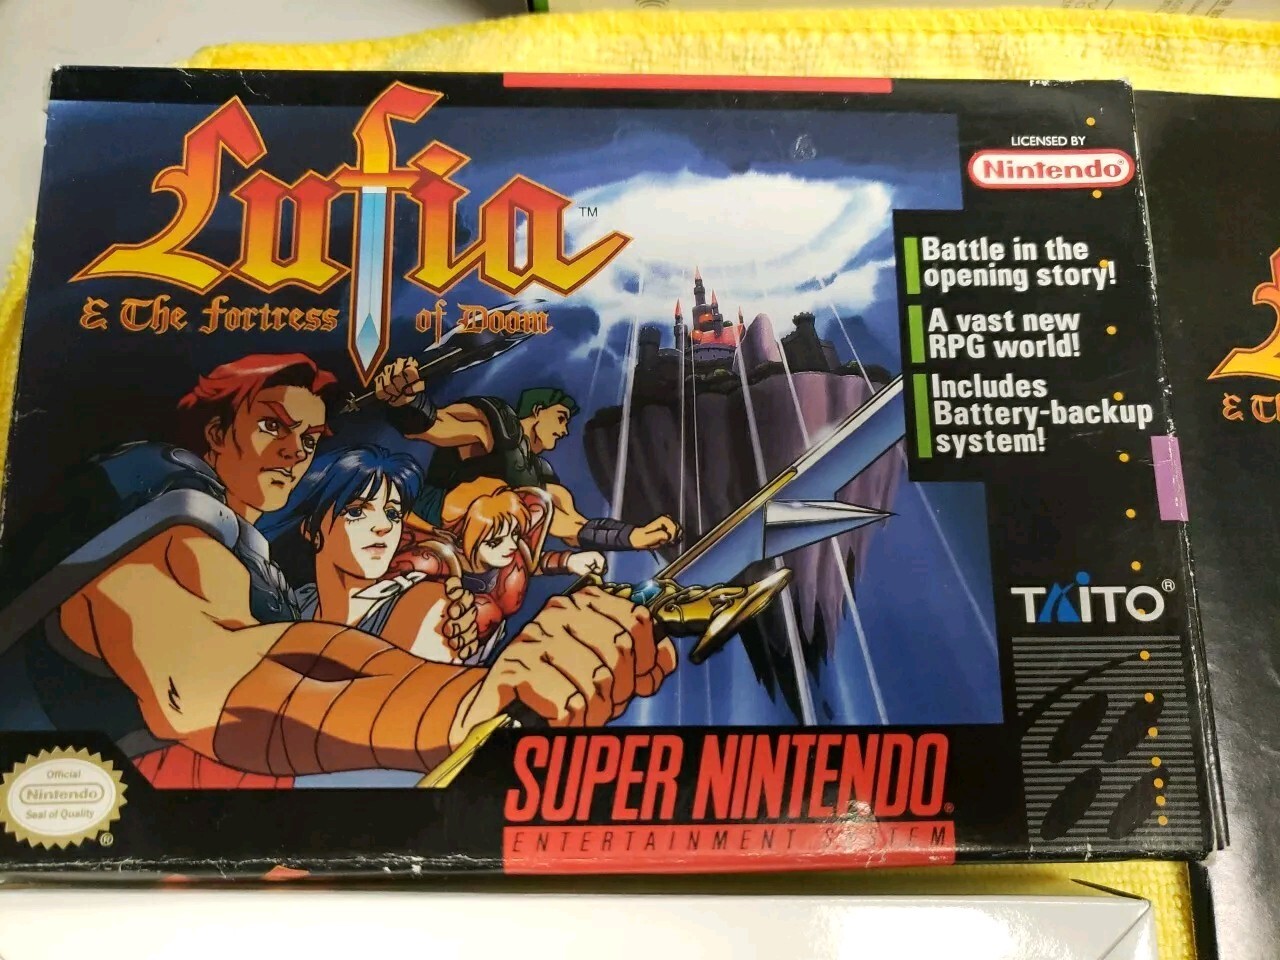 Lufia™
& The Fortress of Doom
LICENSED BY
Nintendo®
Battle in the
opening story!
A vast new
RPG world!
Includes
Battery-backup
system!
TAITO®
Official
Nintendo
Seal of Quality
®
SUPER NINTENDO®
ENTERTAINMENT SYSTEM